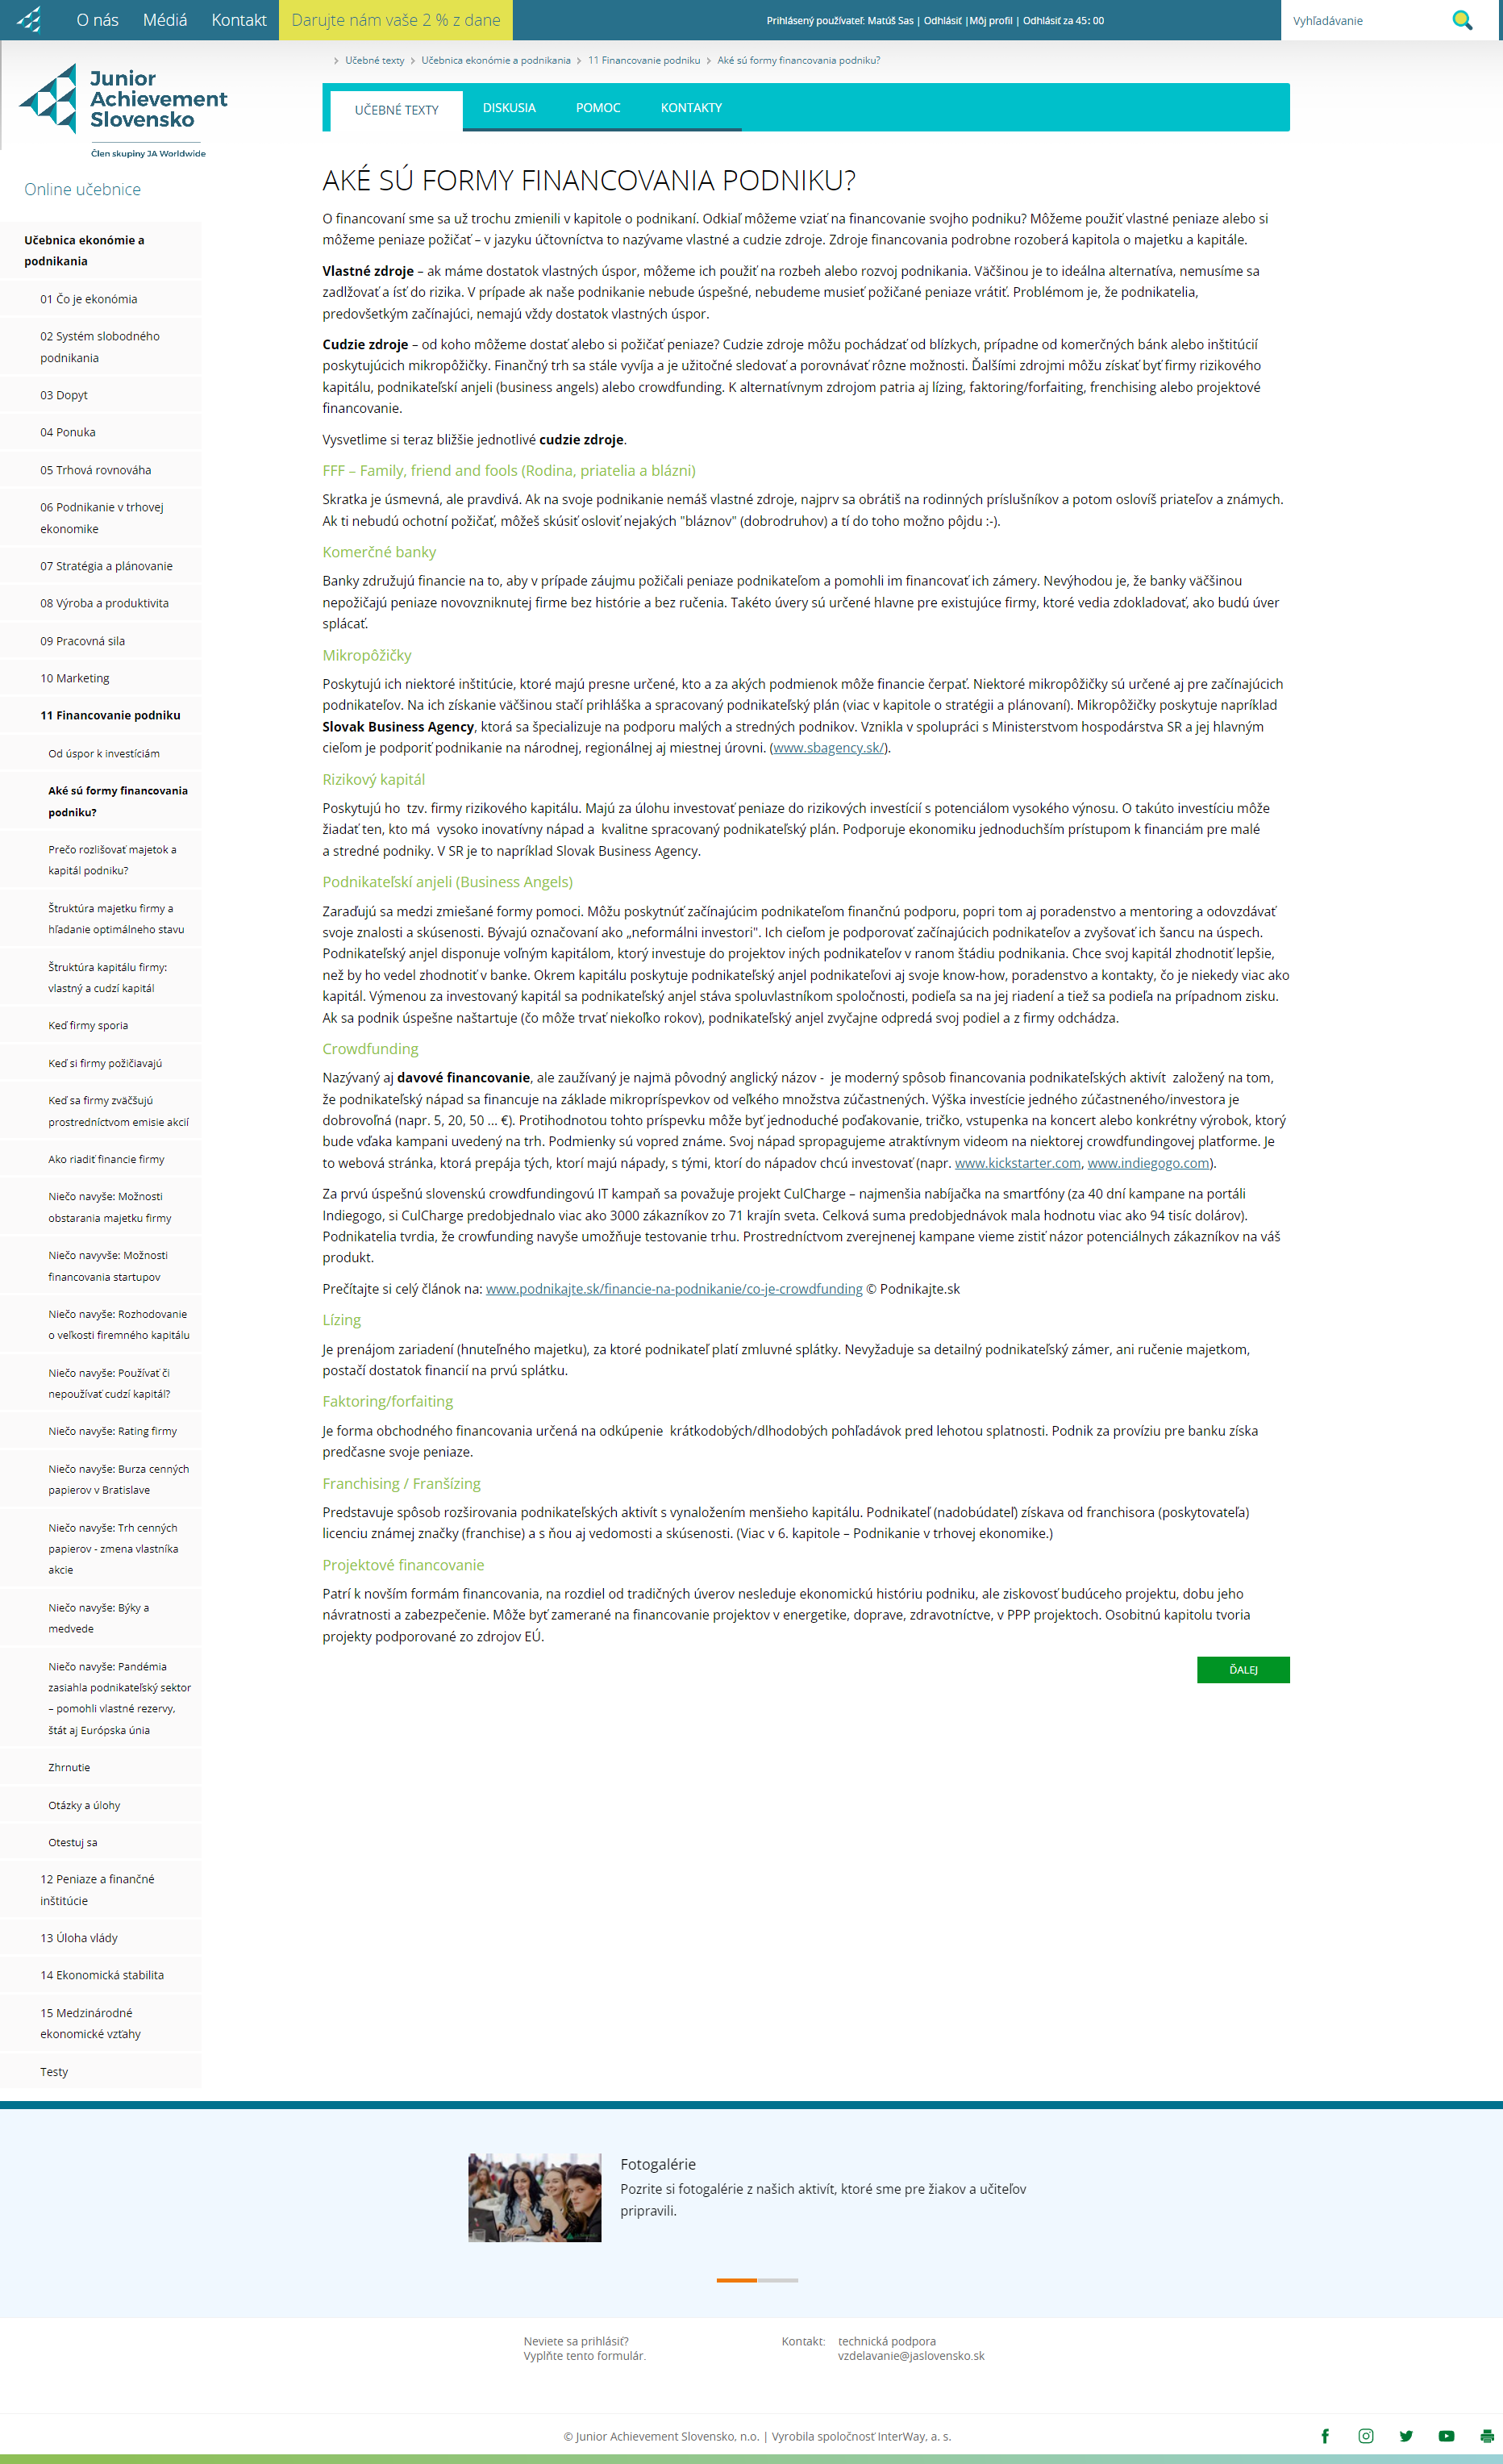 O nás Médiá Kontakt Darujte nám vaše 2 % z dane Prihlásený používateľ: Matúš Sas | Odhlásiť |Môj profil | Odhlásiť za 45: 00 Vyhľadávanie
Učebné texty Učebnica ekonómie a podnikania 11 Financovanie podniku Aké sú formy financovania podniku?
Junior
Achievement
Slovensko
Člen skupiny JA Worldwide
UČEBNÉ TEXTY DISKUSIA POMOC KONTAKTY
Online učebnice
Učebnica ekonómie a
podnikania
01 Čo je ekonómia
02 Systém slobodného
podnikania
03 Dopyt
04 Ponuka
05 Trhová rovnováha
06 Podnikanie v trhovej
ekonomike
07 Stratégia a plánovanie
08 Výroba a produktivita
09 Pracovná sila
10 Marketing
11 Financovanie podniku
Od úspor k investíciám
Aké sú formy financovania
podniku?
Prečo rozlišovať majetok a
kapitál podniku?
Štruktúra majetku firmy a
hľadanie optimálneho stavu
Štruktúra kapitálu firmy:
vlastný a cudzí kapitál
Keď firmy sporia
Keď si firmy požičiavajú
Keď sa firmy zväčšujú
prostredníctvom emisie akcií
Ako riadiť financie firmy
Niečo navyše: Možnosti
obstarania majetku firmy
Niečo navyvše: Možnosti
financovania startupov
Niečo navyše: Rozhodovanie
o veľkosti firemného kapitálu
Niečo navyše: Používať či
nepoužívať cudzí kapitál?
Niečo navyše: Rating firmy
Niečo navyše: Burza cenných
papierov v Bratislave
Niečo navyše: Trh cenných
papierov - zmena vlastníka
akcie
Niečo navyše: Býky a
medvede
Niečo navyše: Pandémia
zasiahla podnikateľský sektor
– pomohli vlastné rezervy,
štát aj Európska únia
Zhrnutie
Otázky a úlohy
Otestuj sa
12 Peniaze a finančné
inštitúcie
13 Úloha vlády
14 Ekonomická stabilita
15 Medzinárodné
ekonomické vzťahy
Testy
AKÉ SÚ FORMY FINANCOVANIA PODNIKU?
O financovaní sme sa už trochu zmienili v kapitole o podnikaní. Odkiaľ môžeme vziať na financovanie svojho podniku? Môžeme použiť vlastné peniaze alebo si
môžeme peniaze požičať – v jazyku účtovníctva to nazývame vlastné a cudzie zdroje. Zdroje financovania podrobne rozoberá kapitola o majetku a kapitále.
Vlastné zdroje – ak máme dostatok vlastných úspor, môžeme ich použiť na rozbeh alebo rozvoj podnikania. Väčšinou je to ideálna alternatíva, nemusíme sa
zadlžovať a ísť do rizika. V prípade ak naše podnikanie nebude úspešné, nebudeme musieť požičané peniaze vrátiť. Problémom je, že podnikatelia,
predovšetkým začínajúci, nemajú vždy dostatok vlastných úspor.
Cudzie zdroje – od koho môžeme dostať alebo si požičať peniaze? Cudzie zdroje môžu pochádzať od blízkych, prípadne od komerčných bánk alebo inštitúcií
poskytujúcich mikropôžičky. Finančný trh sa stále vyvíja a je užitočné sledovať a porovnávať rôzne možnosti. Ďalšími zdrojmi môžu získať byť firmy rizikového
kapitálu, podnikateľskí anjeli (business angels) alebo crowdfunding. K alternatívnym zdrojom patria aj lízing, faktoring/forfaiting, frenchising alebo projektové
financovanie.
Vysvetlime si teraz bližšie jednotlivé cudzie zdroje.
FFF – Family, friend and fools (Rodina, priatelia a blázni)
Skratka je úsmevná, ale pravdivá. Ak na svoje podnikanie nemáš vlastné zdroje, najprv sa obrátiš na rodinných príslušníkov a potom osloviš priateľov a známych.
Ak ti nebudú ochotní požičať, môžeš skúsiť osloviť nejakých "bláznov" (dobrodruhov) a tí do toho možno pôjdu :-).
Komerčné banky
Banky združujú financie na to, aby v prípade záujmu požičali peniaze podnikateľom a pomohli im financovať ich zámery. Nevýhodou je, že banky väčšinou
nepožičajú peniaze novovzniknutej firme bez histórie a bez ručenia. Takéto úvery sú určené hlavne pre existujúce firmy, ktoré vedia zdokladovať, ako budú úver
splácať.
Mikropôžičky
Poskytujú ich niektoré inštitúcie, ktoré majú presne určené, kto a za akých podmienok môže financie čerpať. Niektoré mikropôžičky sú určené aj pre začínajúcich
podnikateľov. Na ich získanie väčšinou stačí prihláška a spracovaný podnikateľský plán (viac v kapitole o stratégii a plánovaní). Mikropôžičky poskytuje napríklad
Slovak Business Agency, ktorá sa špecializuje na podporu malých a stredných podnikov. Vznikla v spolupráci s Ministerstvom hospodárstva SR a jej hlavným
cieľom je podporiť podnikanie na národnej, regionálnej aj miestnej úrovni. (www.sbagency.sk/).
Rizikový kapitál
Poskytujú ho tzv. firmy rizikového kapitálu. Majú za úlohu investovať peniaze do rizikových investícií s potenciálom vysokého výnosu. O takúto investíciu môže
žiadať ten, kto má vysoko inovatívny nápad a kvalitne spracovaný podnikateľský plán. Podporuje ekonomiku jednoduchším prístupom k financiám pre malé
a stredné podniky. V SR je to napríklad Slovak Business Agency.
Podnikateľskí anjeli (Business Angels)
Zaraďujú sa medzi zmiešané formy pomoci. Môžu poskytnúť začínajúcim podnikateľom finančnú podporu, popri tom aj poradenstvo a mentoring a odovzdávať
svoje znalosti a skúsenosti. Bývajú označovaní ako „neformálni investori". Ich cieľom je podporovať začínajúcich podnikateľov a zvyšovať ich šancu na úspech.
Podnikateľský anjel disponuje voľným kapitálom, ktorý investuje do projektov iných podnikateľov v ranom štádiu podnikania. Chce svoj kapitál zhodnotiť lepšie,
než by ho vedel zhodnotiť v banke. Okrem kapitálu poskytuje podnikateľský anjel podnikateľovi aj svoje know-how, poradenstvo a kontakty, čo je niekedy viac ako
kapitál. Výmenou za investovaný kapitál sa podnikateľský anjel stáva spoluvlastníkom spoločnosti, podieľa sa na jej riadení a tiež sa podieľa na prípadnom zisku.
Ak sa podnik úspešne naštartuje (čo môže trvať niekoľko rokov), podnikateľský anjel zvyčajne odpredá svoj podiel a z firmy odchádza.
Crowdfunding
Nazývaný aj davové financovanie, ale zaužívaný je najmä pôvodný anglický názov - je moderný spôsob financovania podnikateľských aktivít založený na tom,
že podnikateľský nápad sa financuje na základe mikropríspevkov od veľkého množstva zúčastnených. Výška investície jedného zúčastneného/investora je
dobrovoľná (napr. 5, 20, 50 ... €). Protihodnotou tohto príspevku môže byť jednoduché poďakovanie, tričko, vstupenka na koncert alebo konkrétny výrobok, ktorý
bude vďaka kampani uvedený na trh. Podmienky sú vopred známe. Svoj nápad spropagujeme atraktívnym videom na niektorej crowdfundingovej platforme. Je
to webová stránka, ktorá prepája tých, ktorí majú nápady, s tými, ktorí do nápadov chcú investovať (napr. www.kickstarter.com, www.indiegogo.com).
Za prvú úspešnú slovenskú crowdfundingovú IT kampaň sa považuje projekt CulCharge – najmenšia nabíjačka na smartfóny (za 40 dní kampane na portáli
Indiegogo, si CulCharge predobjednalo viac ako 3000 zákazníkov zo 71 krajín sveta. Celková suma predobjednávok mala hodnotu viac ako 94 tisíc dolárov).
Podnikatelia tvrdia, že crowfunding navyše umožňuje testovanie trhu. Prostredníctvom zverejnenej kampane vieme zistiť názor potenciálnych zákazníkov na váš
produkt.
Prečítajte si celý článok na: www.podnikajte.sk/financie-na-podnikanie/co-je-crowdfunding © Podnikajte.sk
Lízing
Je prenájom zariadení (hnuteľného majetku), za ktoré podnikateľ platí zmluvné splátky. Nevyžaduje sa detailný podnikateľský zámer, ani ručenie majetkom,
postačí dostatok financií na prvú splátku.
Faktoring/forfaiting
Je forma obchodného financovania určená na odkúpenie krátkodobých/dlhodobých pohľadávok pred lehotou splatnosti. Podnik za províziu pre banku získa
predčasne svoje peniaze.
Franchising / Franšízing
Predstavuje spôsob rozširovania podnikateľských aktivít s vynaložením menšieho kapitálu. Podnikateľ (nadobúdateľ) získava od franchisora (poskytovateľa)
licenciu známej značky (franchise) a s ňou aj vedomosti a skúsenosti. (Viac v 6. kapitole – Podnikanie v trhovej ekonomike.)
Projektové financovanie
Patrí k novším formám financovania, na rozdiel od tradičných úverov nesleduje ekonomickú históriu podniku, ale ziskovosť budúceho projektu, dobu jeho
návratnosti a zabezpečenie. Môže byť zamerané na financovanie projektov v energetike, doprave, zdravotníctve, v PPP projektoch. Osobitnú kapitolu tvoria
projekty podporované zo zdrojov EÚ.
ĎALEJ
Fotogalérie
Pozrite si fotogalérie z našich aktivít, ktoré sme pre žiakov a učiteľov
pripravili.
Neviete sa prihlásiť? Kontakt: technická podpora
Vyplňte tento formulár. vzdelavanie@jaslovensko.sk
© Junior Achievement Slovensko, n.o. | Vyrobila spoločnosť InterWay, a. s.